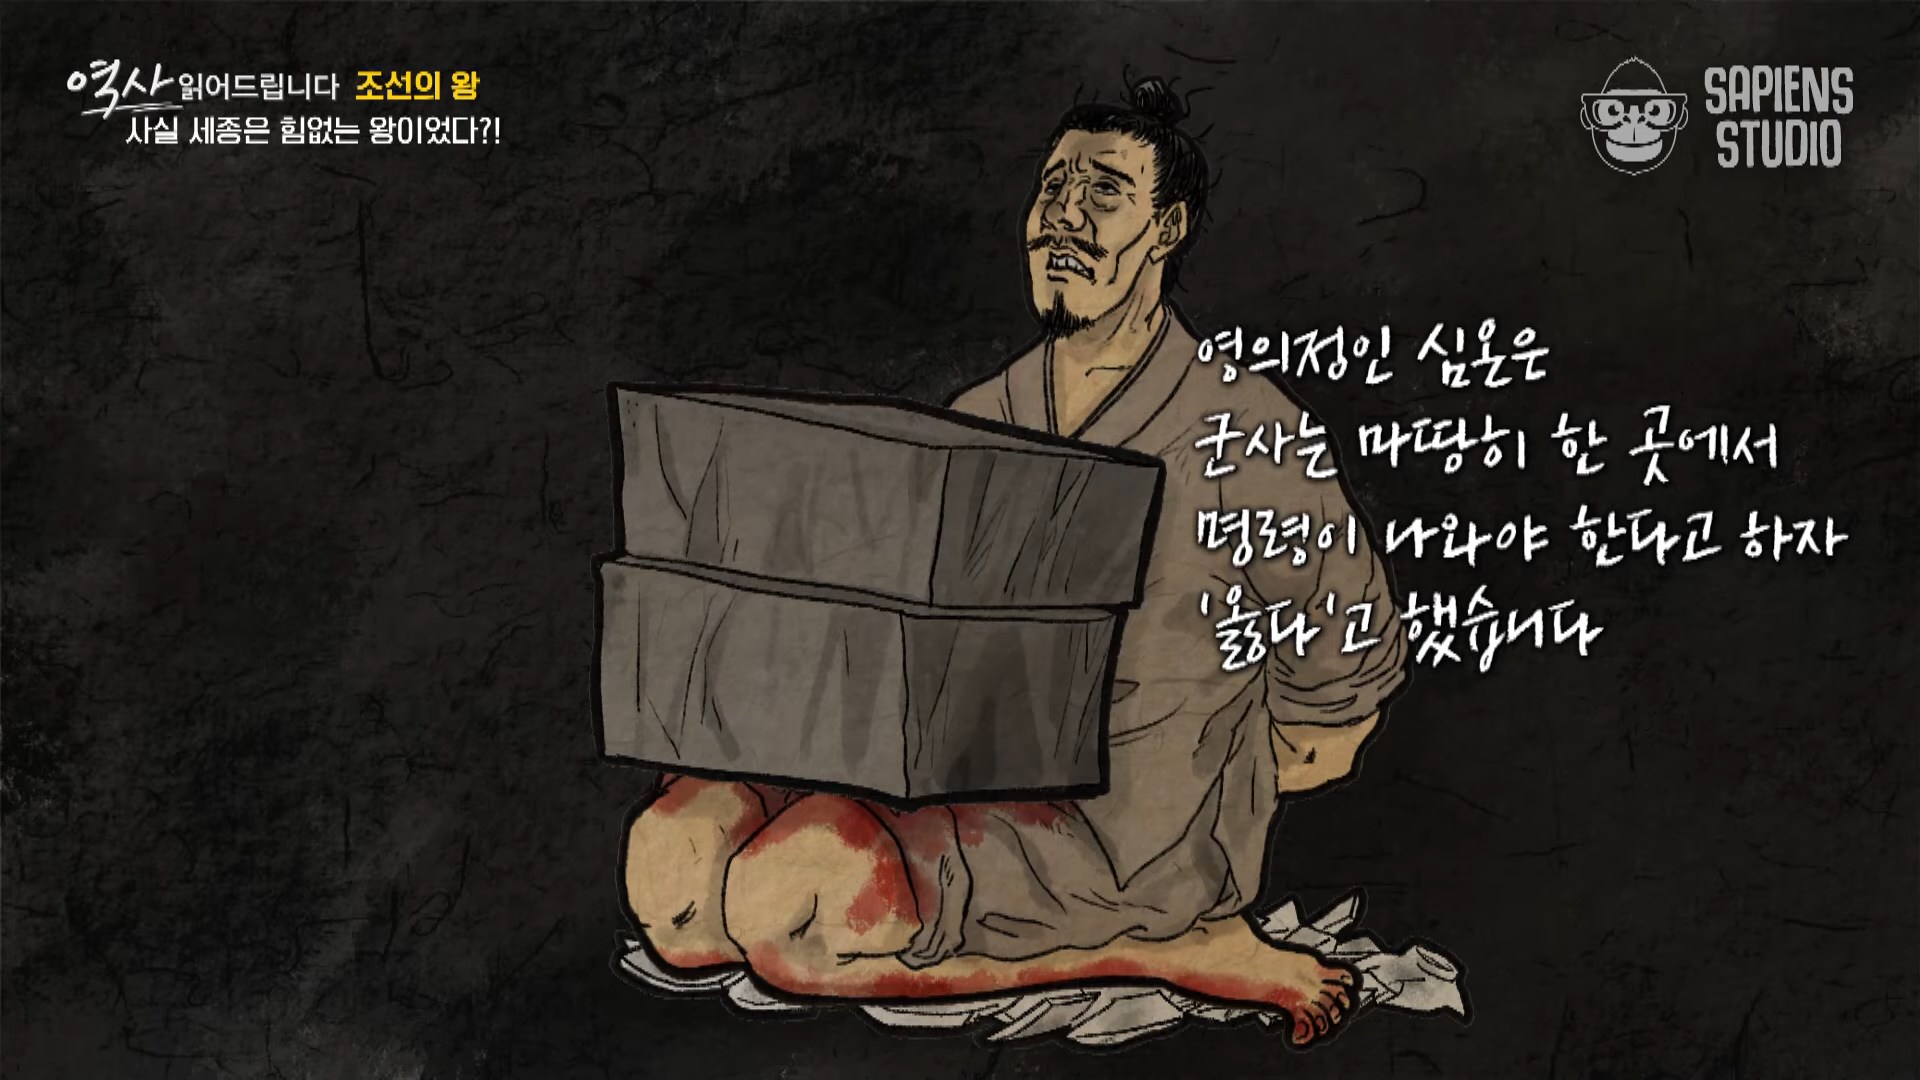 역사 읽어드립니다 조선의 왕
사실 세종은 힘없는 왕이었다?!
SAPIENS
STUDIO
영의정인 심온은
군사는 마땅히 한 곳에서
명령이 나와야 한다고 하자
'옳다'고 했습니다